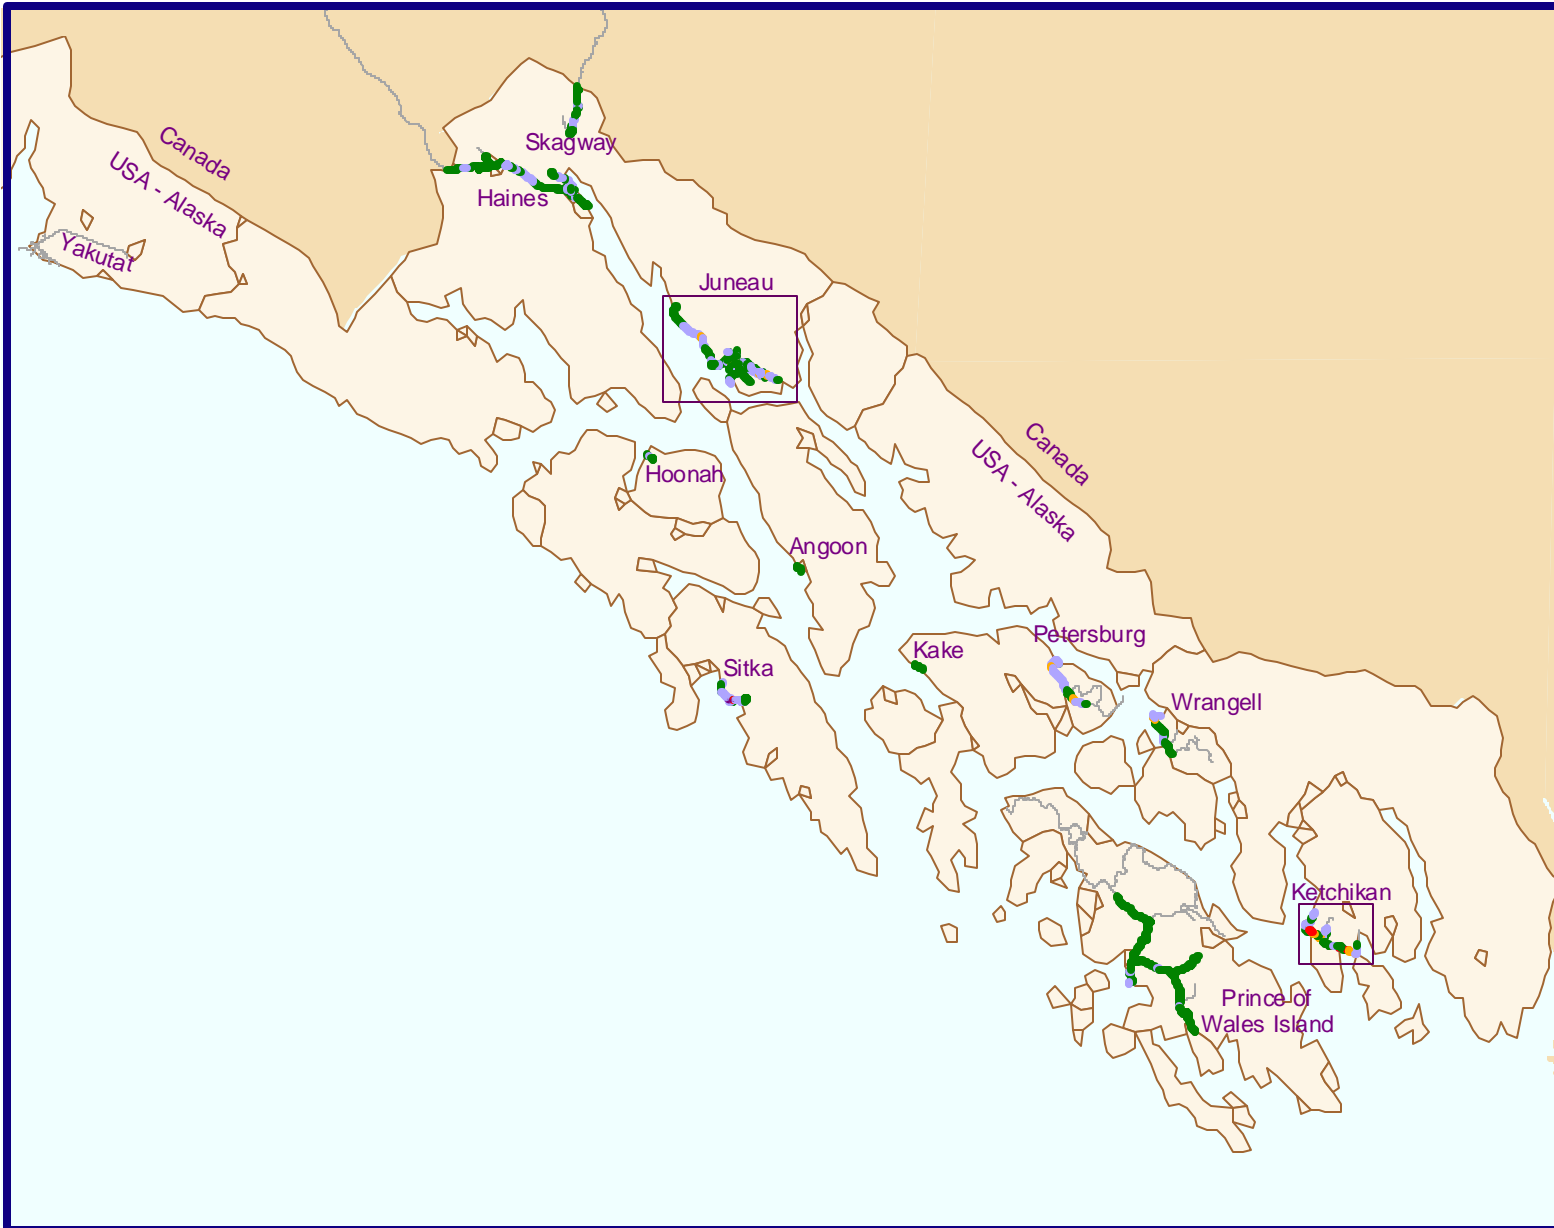 Canada
USA - Alaska
Skagway
Haines
Yakutat
Juneau
Canada
USA - Alaska
Hoonah
Angoon
Petersburg
Kake
Sitka
Wrangell
Ketchikan
Prince of
Wales Island